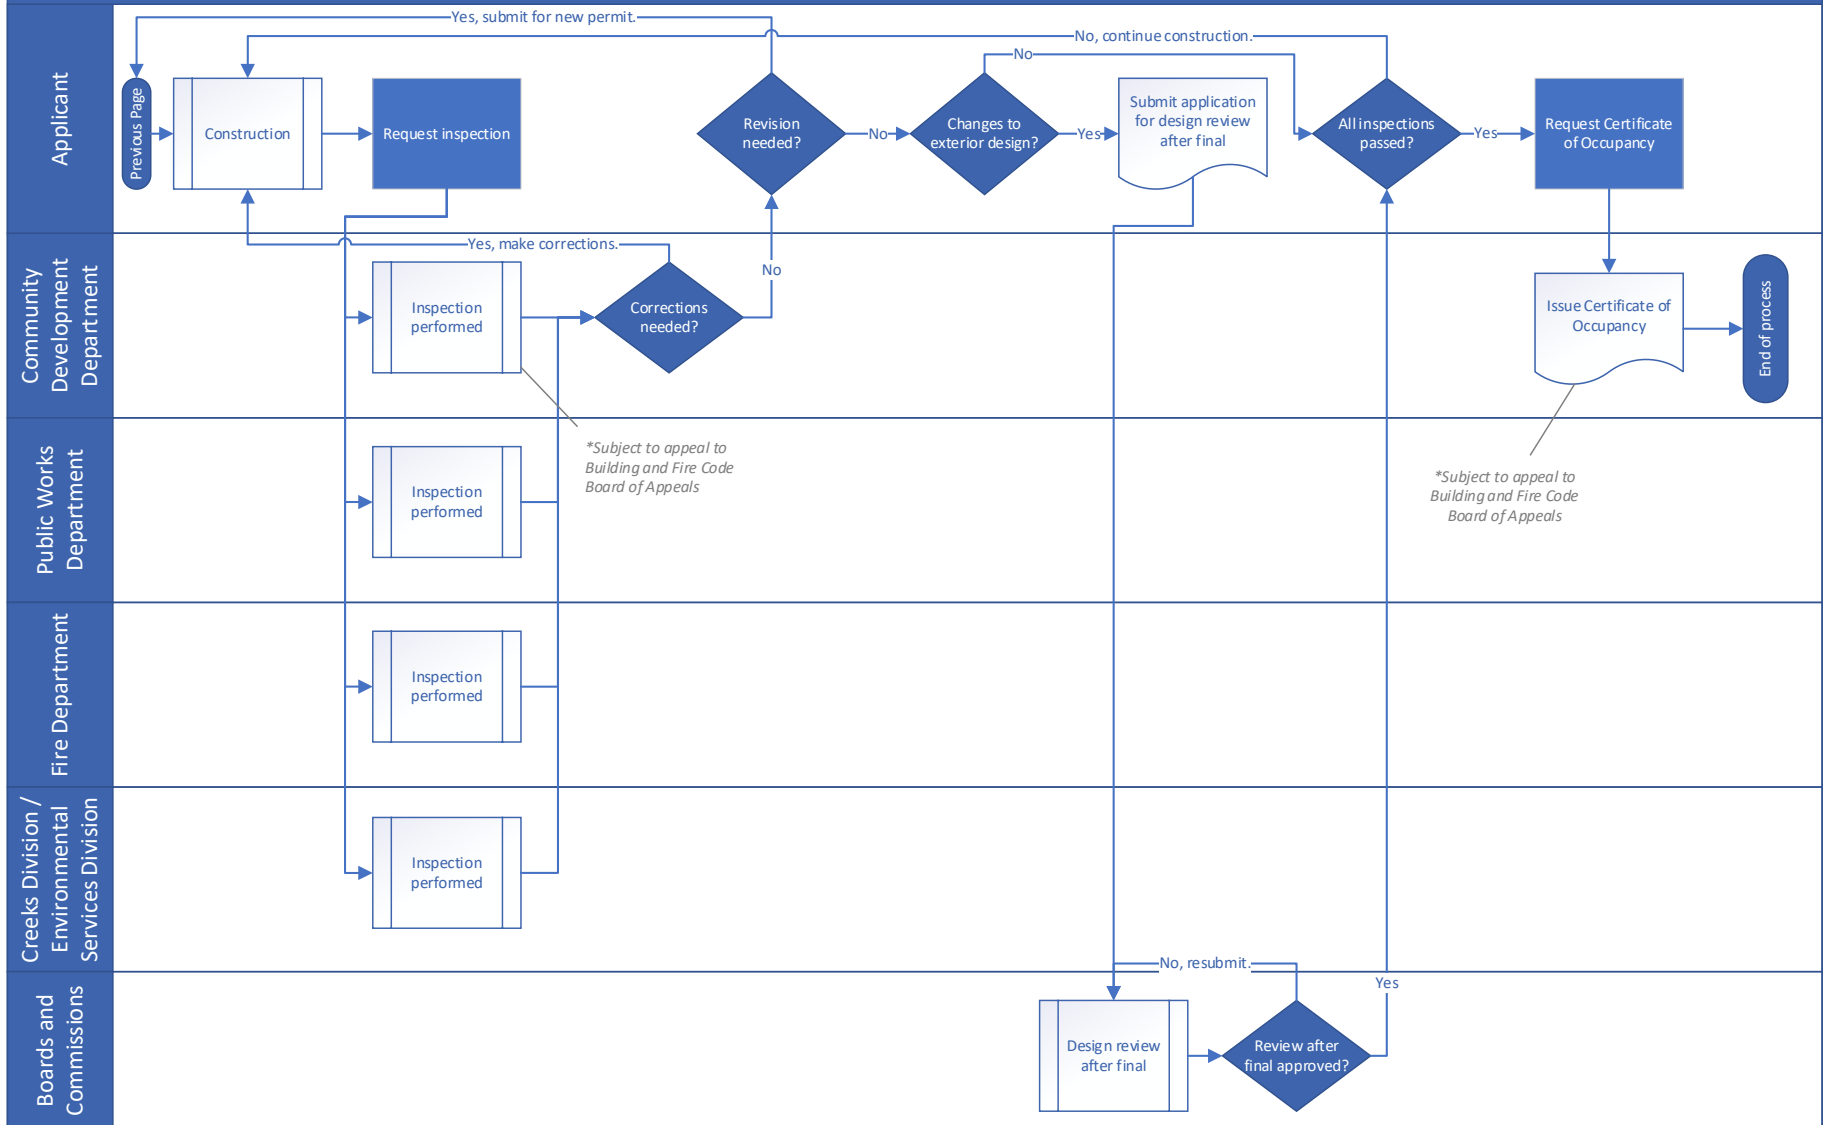 Applicant
Yes, submit for new permit.
No, continue construction.
No
Previous Page
Construction
Request inspection
Revision
needed?
No
Changes to
exterior design?
Yes
Submit application
for design review
after final
All inspections
passed?
Yes
Request Certificate
of Occupancy
Community
Development
Department
Yes, make corrections.
Inspection
performed
Corrections
needed?
No
Issue Certificate of
Occupancy
End of process
Public Works
Department
Inspection
performed
*Subject to appeal to
Building and Fire Code
Board of Appeals
*Subject to appeal to
Building and Fire Code
Board of Appeals
Fire Department
Inspection
performed
Creeks Division /
Environmental
Services Division
Inspection
performed
Boards and
Commissions
No, resubmit.
Yes
Design review
after final
Review after
final approved?